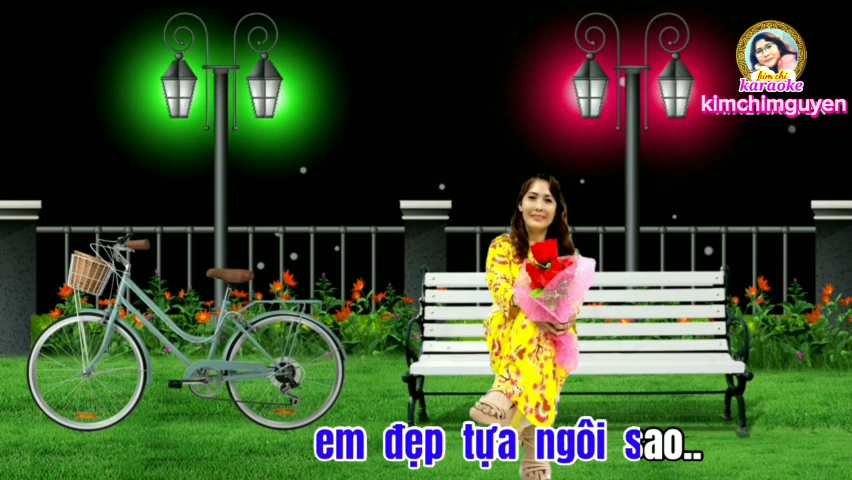 kim chi
karaoke
kimchimguyen
em đẹp tựa ngôi sao..